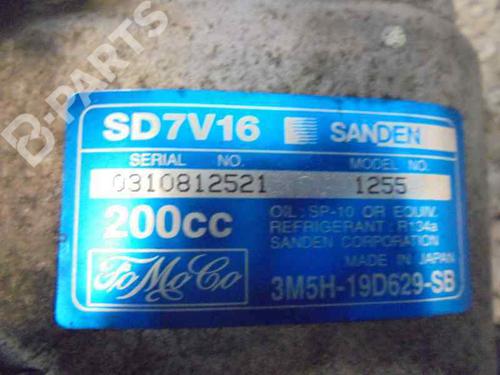 B-PARTS
SD7V16 SANDEN
SERIAL NO. MODEL NO.
0310812521 1255
200cc OIL: SP-10 OR EQUIV.
REFRIGERANT: R134a
SANDEN CORPORATION
MADE IN JAPAN
FoMoCo 3M5H-19D629-SB